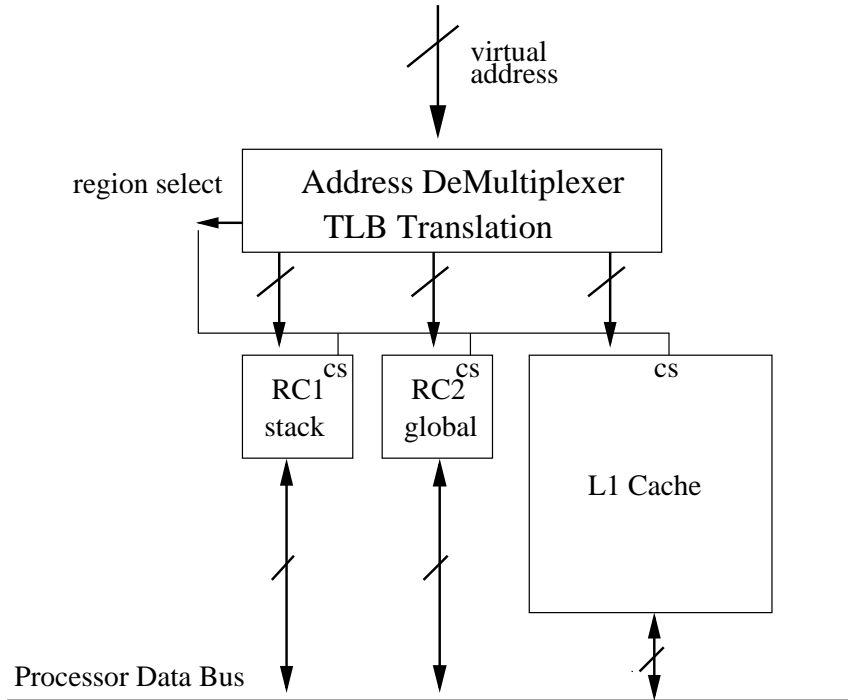 virtual
address
region select
Address DeMultiplexer
TLB Translation
cs
cs
cs
RC1
stack
RC2
global
L1 Cache
Processor Data Bus